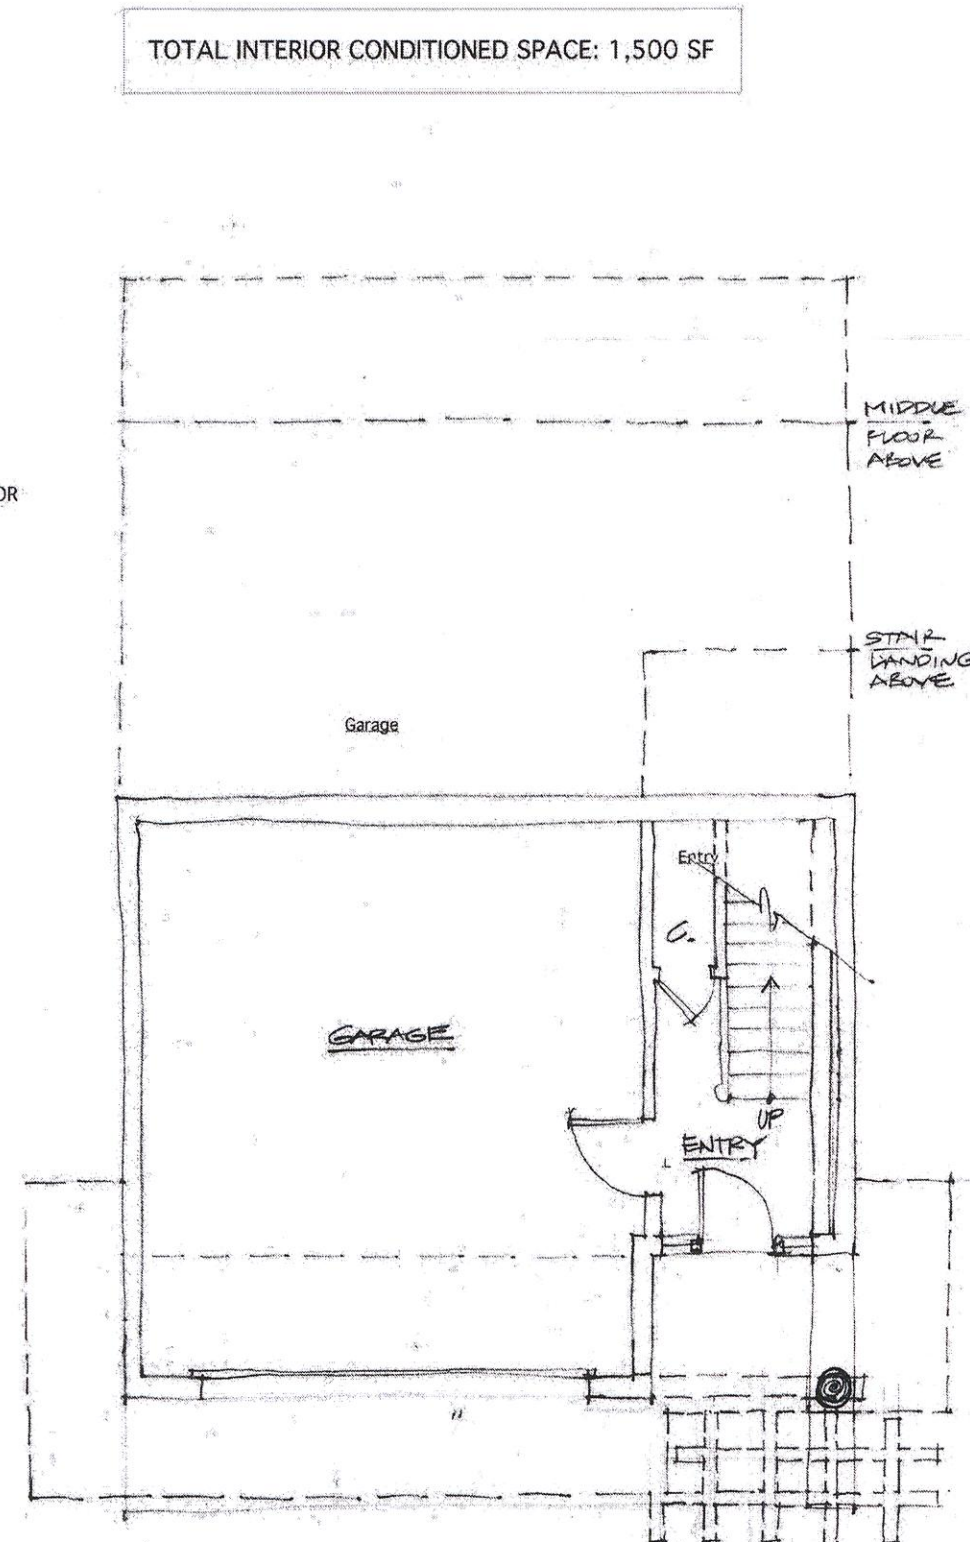 TOTAL INTERIOR CONDITIONED SPACE: 1,500 SF
MIDDLE
FLOOR
ABOVE
OR
STAIR
LANDING
ABOVE
Garage
Entry
C.
GARAGE
UP
ENTRY